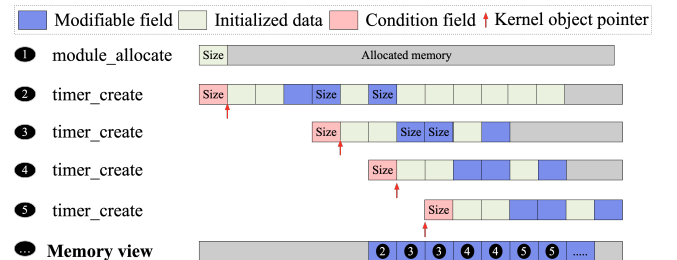 Modifiable field Initialized data Condition field Kernel object pointer
1 module_allocate Size Allocated memory
2 timer_create Size Size Size
3 timer_create Size Size Size
4 timer_create Size
5 timer_create Size
... Memory view 2 3 3 4 4 5 5 .....